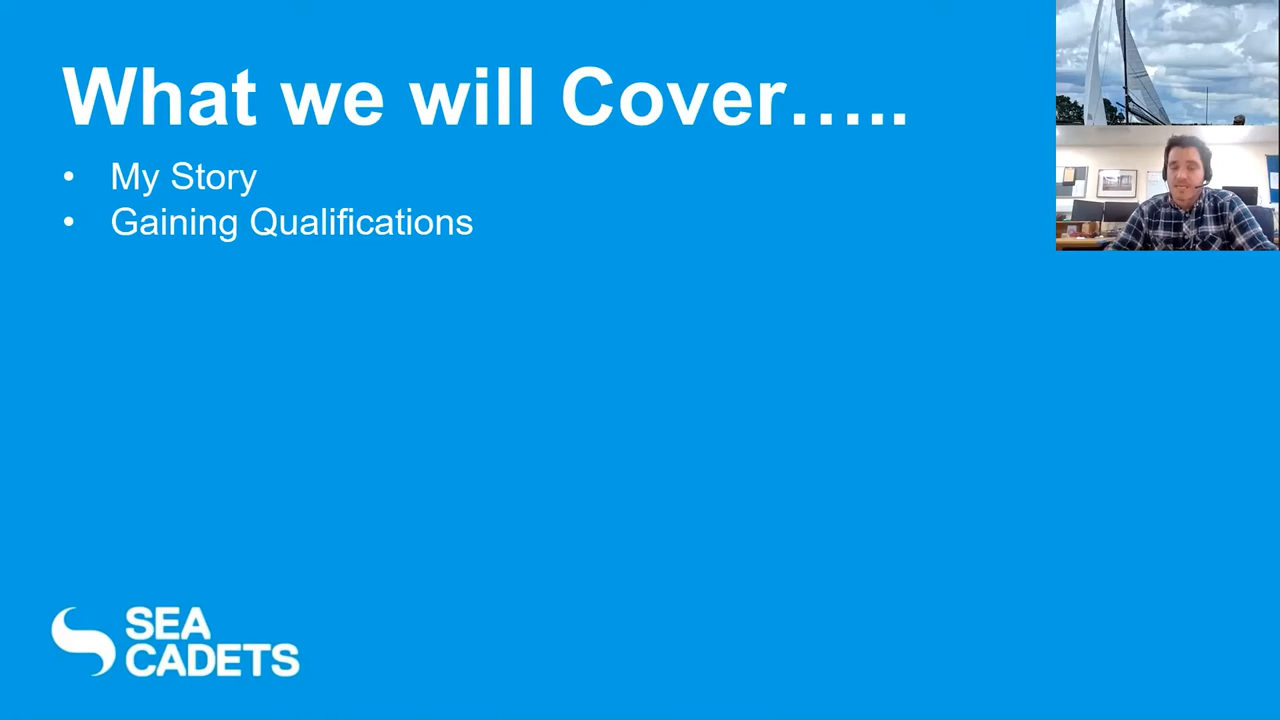 What we will Cover…..
• My Story
• Gaining Qualifications
SEA
CADETS